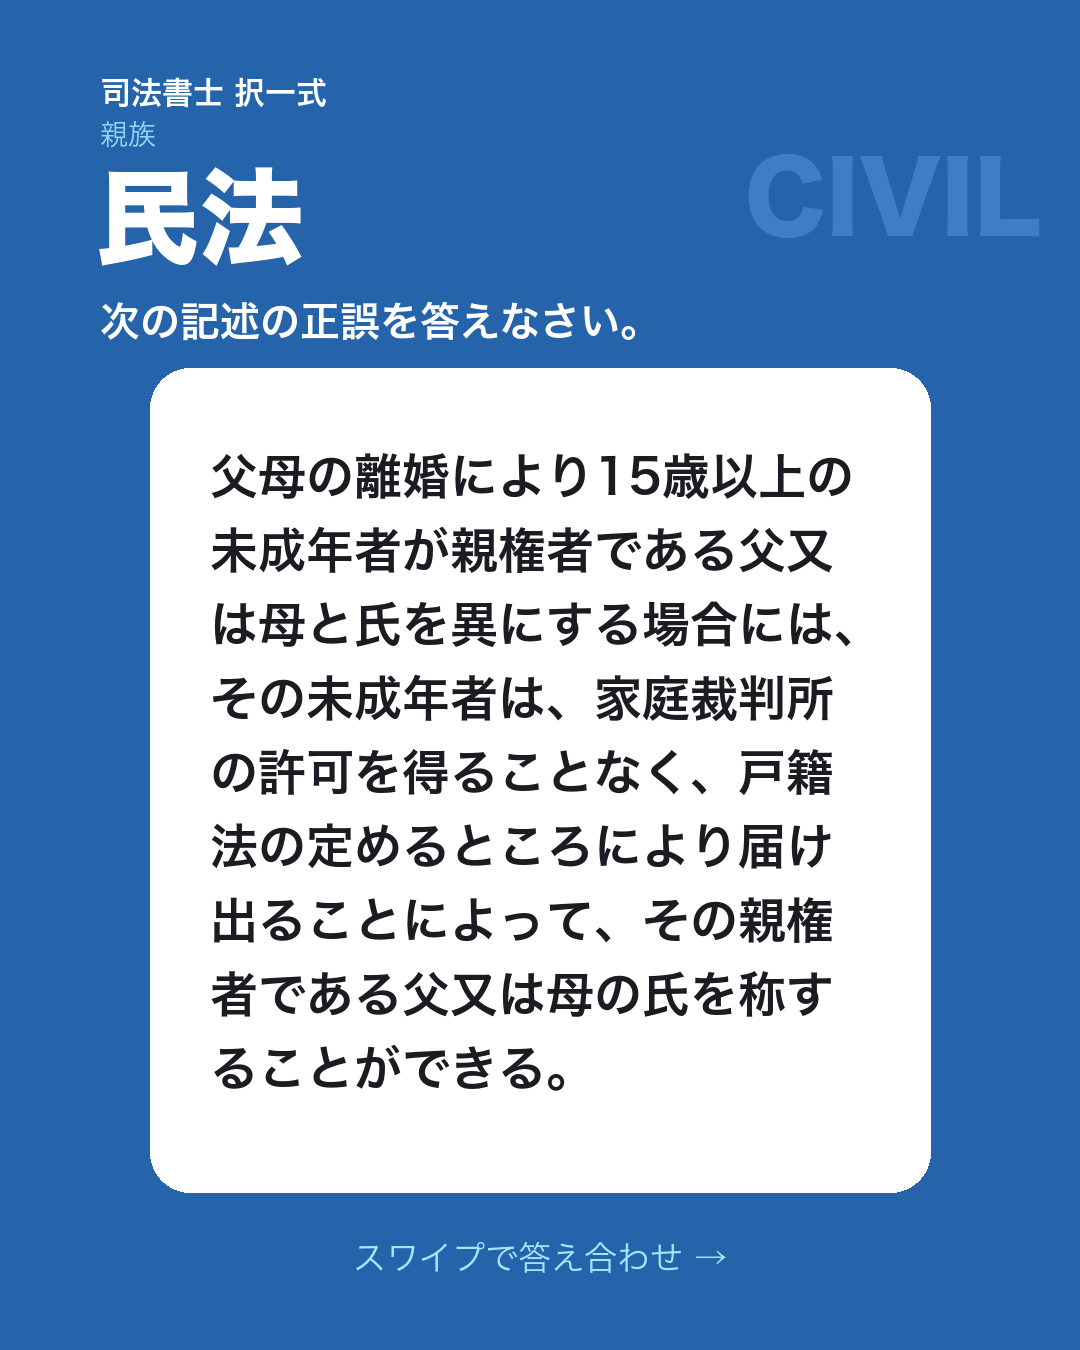 司法書士 択一式
親族
民法
CIVIL
次の記述の正誤を答えなさい。
父母の離婚により15歳以上の
未成年者が親権者である父又
は母と氏を異にする場合には、
その未成年者は、家庭裁判所
の許可を得ることなく、戸籍
法の定めるところにより届け
出ることによって、その親権
者である父又は母の氏を称す
ることができる。
スワイプで答え合わせ →